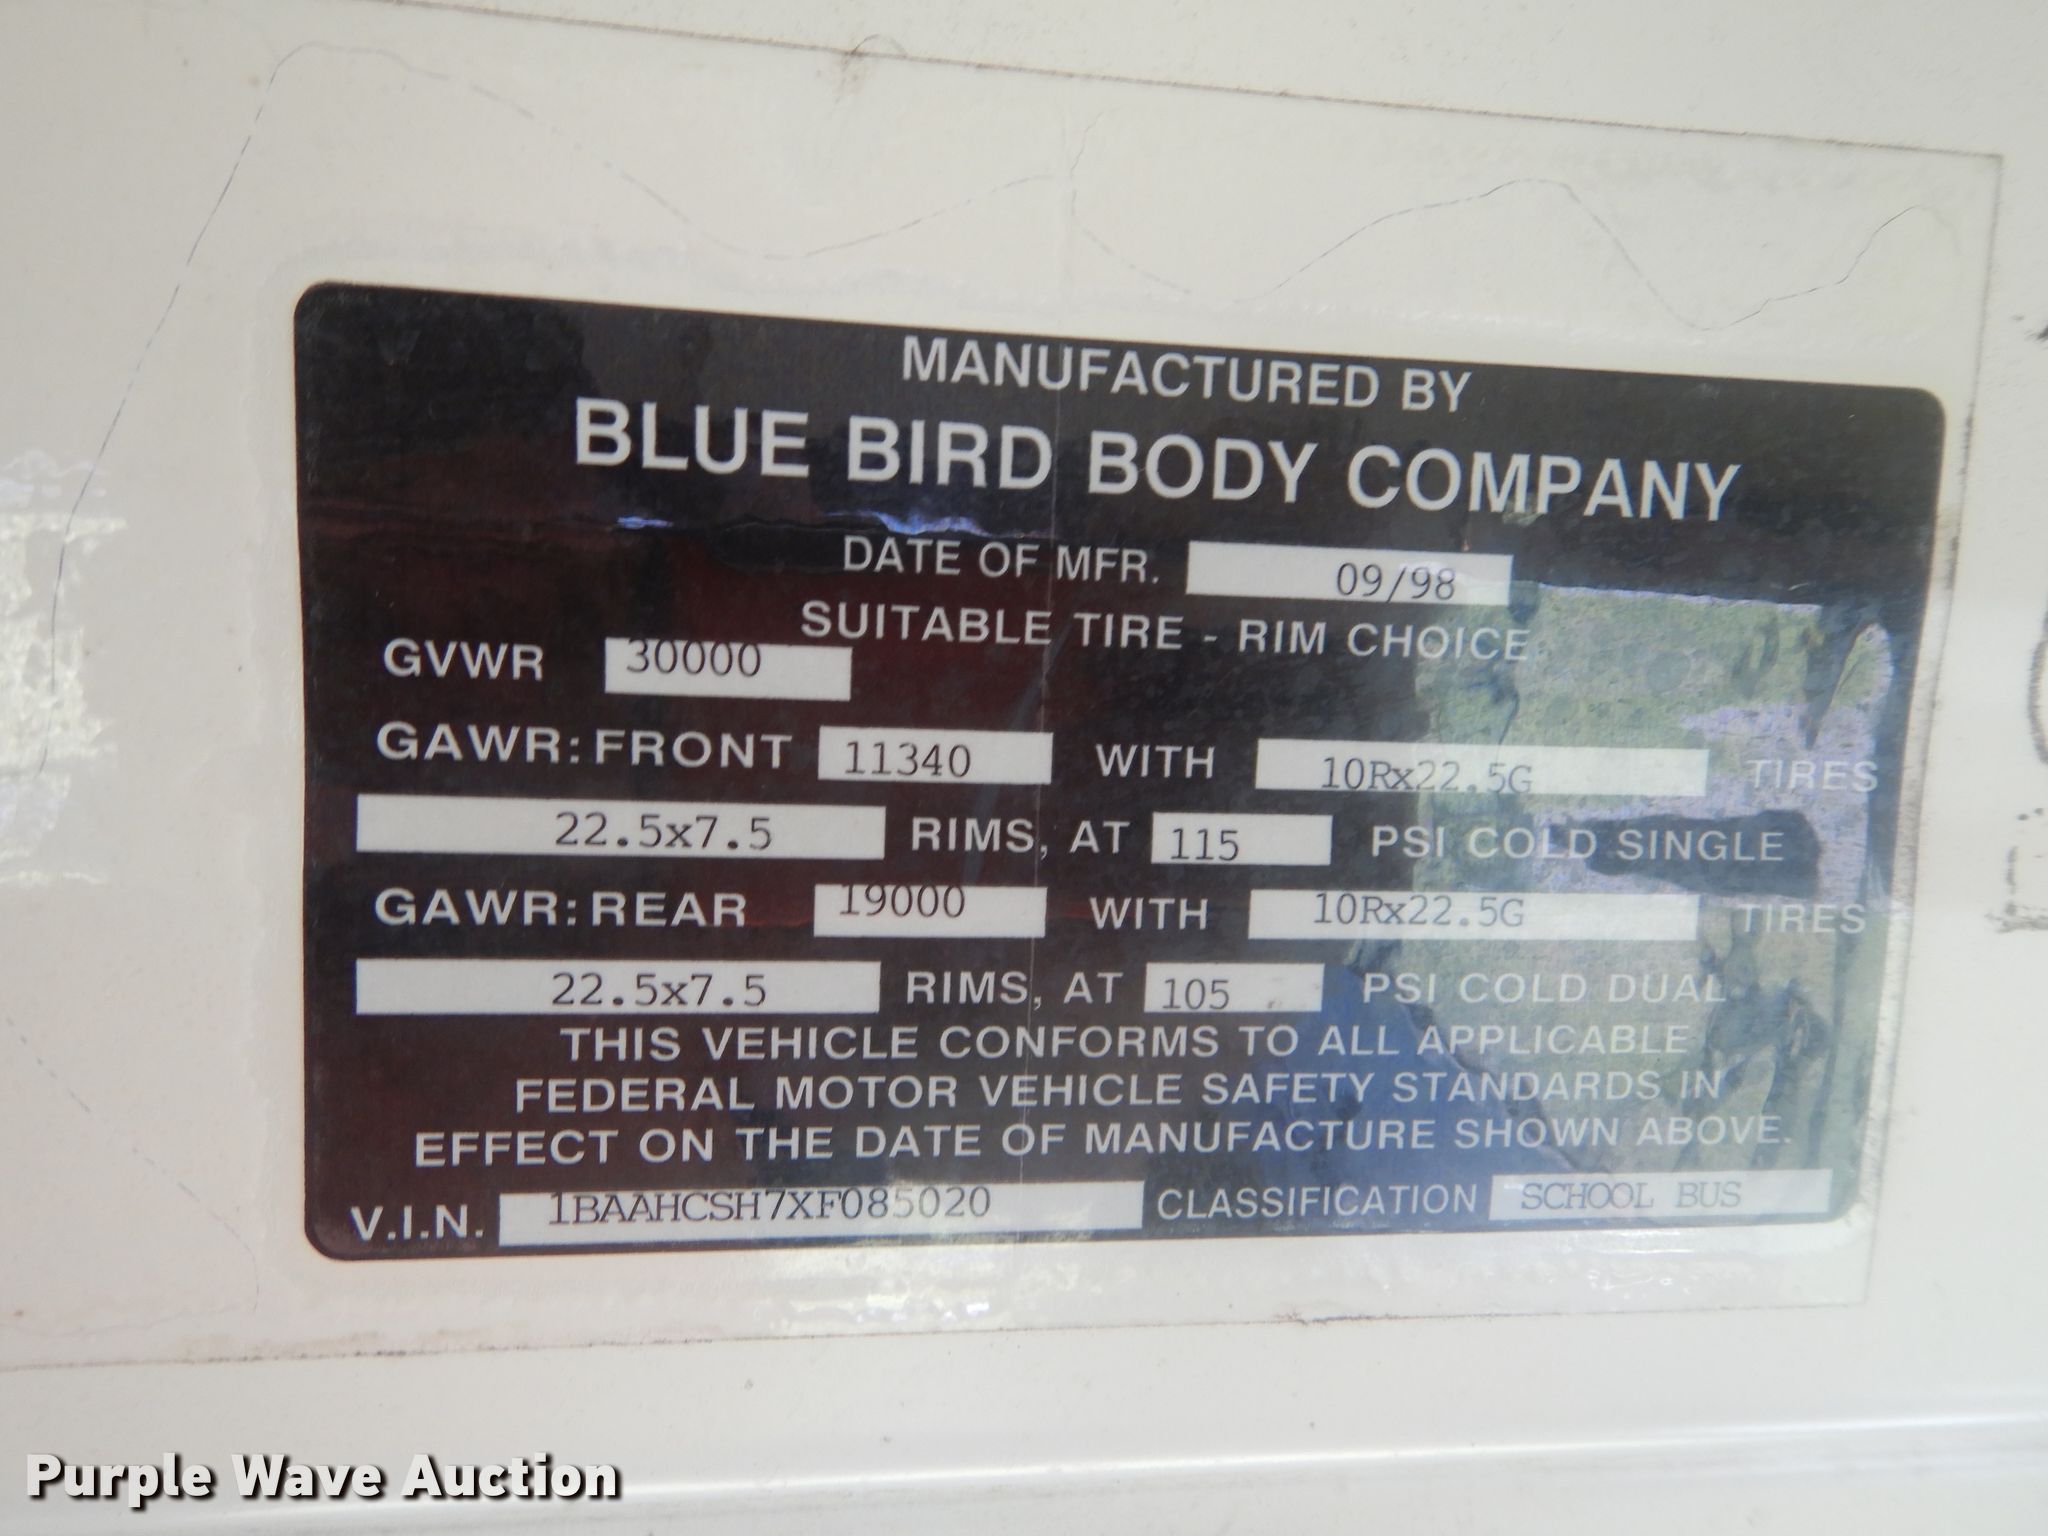 MANUFACTURED BY
BLUE BIRD BODY COMPANY
DATE OF MFR. 09/98
SUITABLE TIRE - RIM CHOICE
GVWR 30000
GAWR: FRONT 11340 WITH 10Rx22.5G TIRES
22.5x7.5 RIMS, AT 115 PSI COLD SINGLE
GAWR: REAR 19000 WITH 10Rx22.5G TIRES
22.5x7.5 RIMS, AT 105 PSI COLD DUAL
THIS VEHICLE CONFORMS TO ALL APPLICABLE
FEDERAL MOTOR VEHICLE SAFETY STANDARDS IN
EFFECT ON THE DATE OF MANUFACTURE SHOWN ABOVE.
V.I.N. 1BAAHCSH7XF085020 CLASSIFICATION SCHOOL BUS
Purple Wave Auction